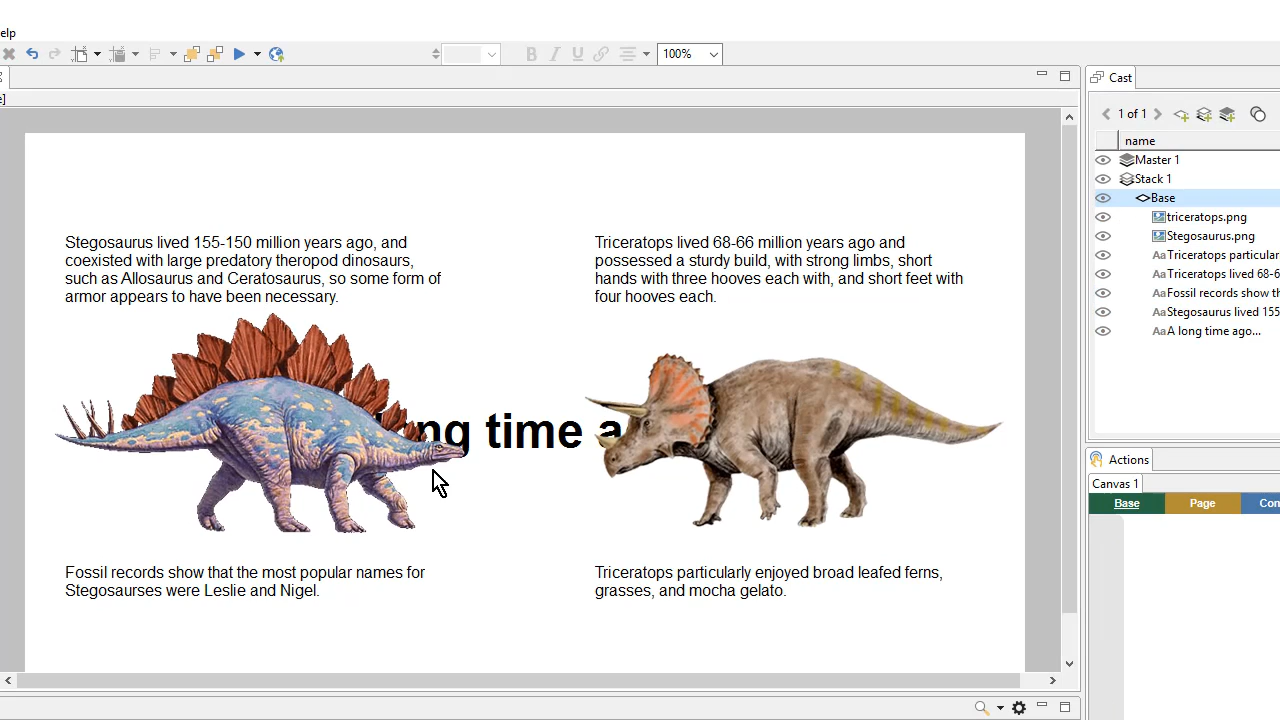 elp
100%
e]
Cast
1 of 1
name
Master 1
Stack 1
Base
triceratops.png
Stegosaurus.png
Aa Triceratops particular
Aa Triceratops lived 68-6
Aa Fossil records show th
Aa Stegosaurus lived 155
Aa A long time ago...
Stegosaurus lived 155-150 million years ago, and
coexisted with large predatory theropod dinosaurs,
such as Allosaurus and Ceratosaurus, so some form of
armor appears to have been necessary.
Triceratops lived 68-66 million years ago and
possessed a sturdy build, with strong limbs, short
hands with three hooves each with, and short feet with
four hooves each.
ng time a
Fossil records show that the most popular names for
Stegosaurses were Leslie and Nigel.
Triceratops particularly enjoyed broad leafed ferns,
grasses, and mocha gelato.
Actions
Canvas 1
Base Page Con